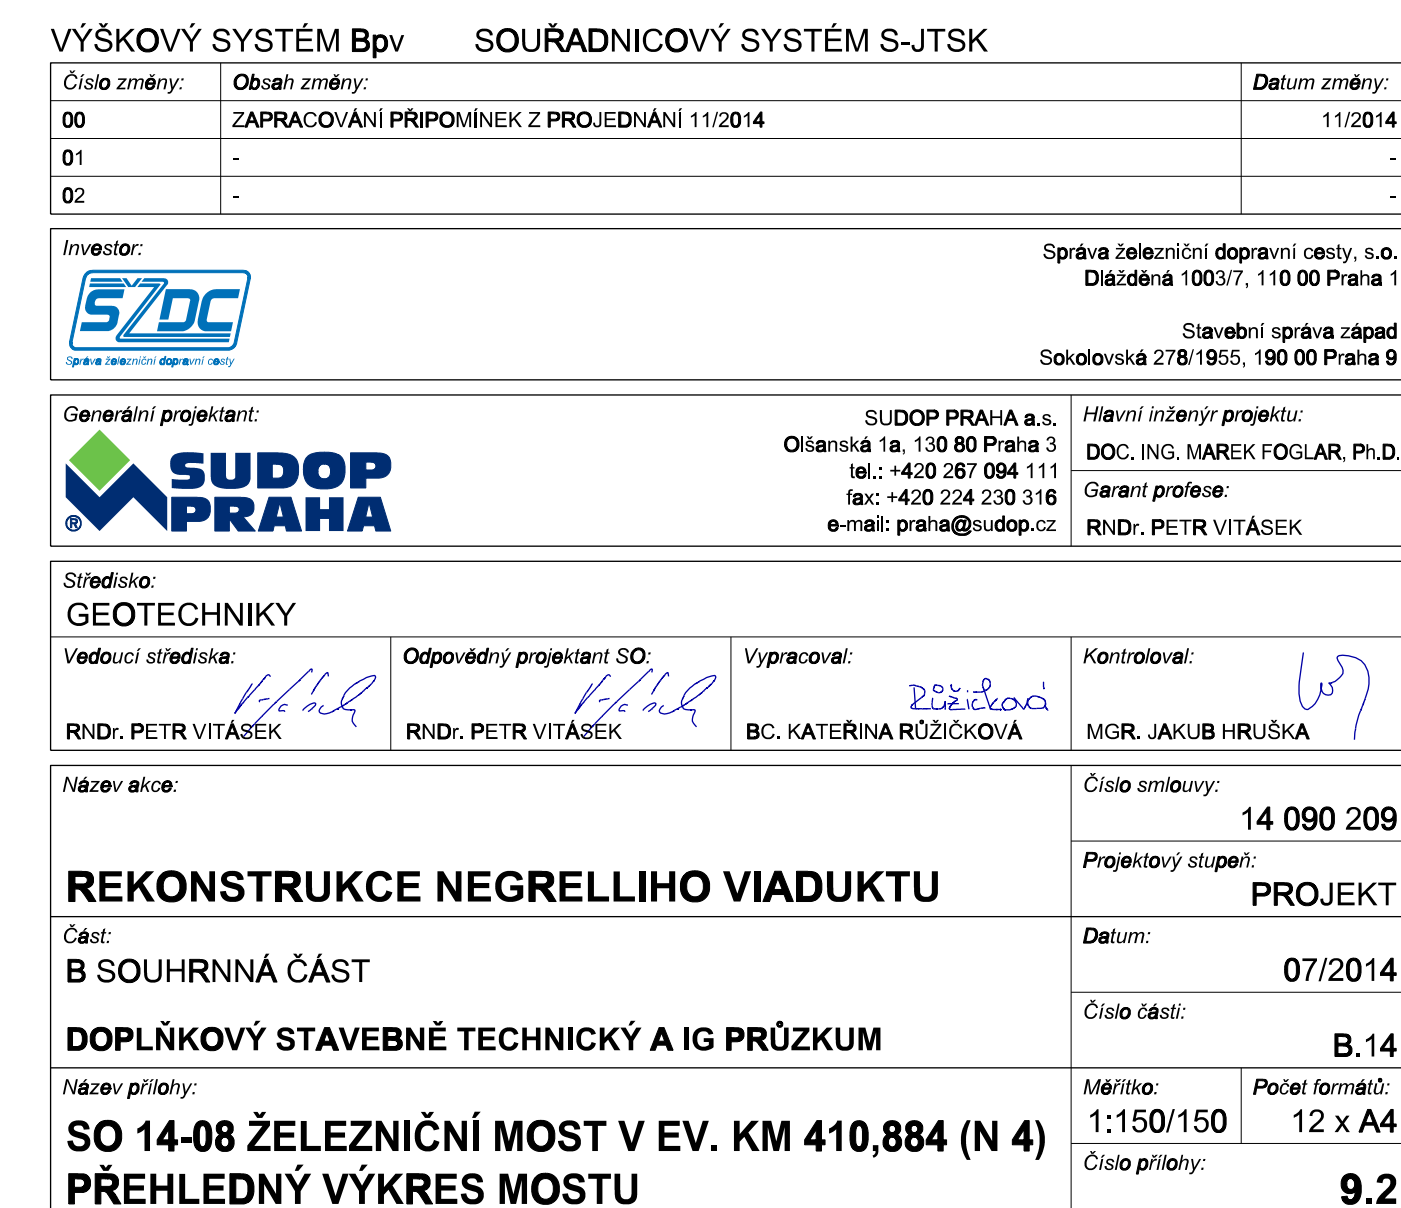 VÝŠKOVÝ SYSTÉM Bpv SOUŘADNICOVÝ SYSTÉM S-JTSK
Číslo změny: Obsah změny: Datum změny:
00 ZAPRACOVÁNÍ PŘIPOMÍNEK Z PROJEDNÁNÍ 11/2014 11/2014
01 - -
02 - -
Investor:
SŽDC
Správa železniční dopravní cesty
Správa železniční dopravní cesty, s.o.
Dlážděná 1003/7, 110 00 Praha 1
Stavební správa západ
Sokolovská 278/1955, 190 00 Praha 9
Generální projektant:
SUDOP
PRAHA
®
SUDOP PRAHA a.s.
Olšanská 1a, 130 80 Praha 3
tel.: +420 267 094 111
fax: +420 224 230 316
e-mail: praha@sudop.cz
Hlavní inženýr projektu:
DOC. ING. MAREK FOGLAR, Ph.D.
Garant profese:
RNDr. PETR VITÁSEK
Středisko:
GEOTECHNIKY
Vedoucí střediska: Odpovědný projektant SO: Vypracoval: Kontroloval:
Růžičková
RNDr. PETR VITÁSEK RNDr. PETR VITÁSEK BC. KATEŘINA RŮŽIČKOVÁ MGR. JAKUB HRUŠKA
Název akce:
REKONSTRUKCE NEGRELLIHO VIADUKTU
Číslo smlouvy:
14 090 209
Projektový stupeň:
PROJEKT
Část:
B SOUHRNNÁ ČÁST
DOPLŇKOVÝ STAVEBNĚ TECHNICKÝ A IG PRŮZKUM
Datum:
07/2014
Číslo části:
B.14
Název přílohy:
SO 14-08 ŽELEZNIČNÍ MOST V EV. KM 410,884 (N 4)
PŘEHLEDNÝ VÝKRES MOSTU
Měřítko: Počet formátů:
1:150/150 12 x A4
Číslo přílohy:
9.2